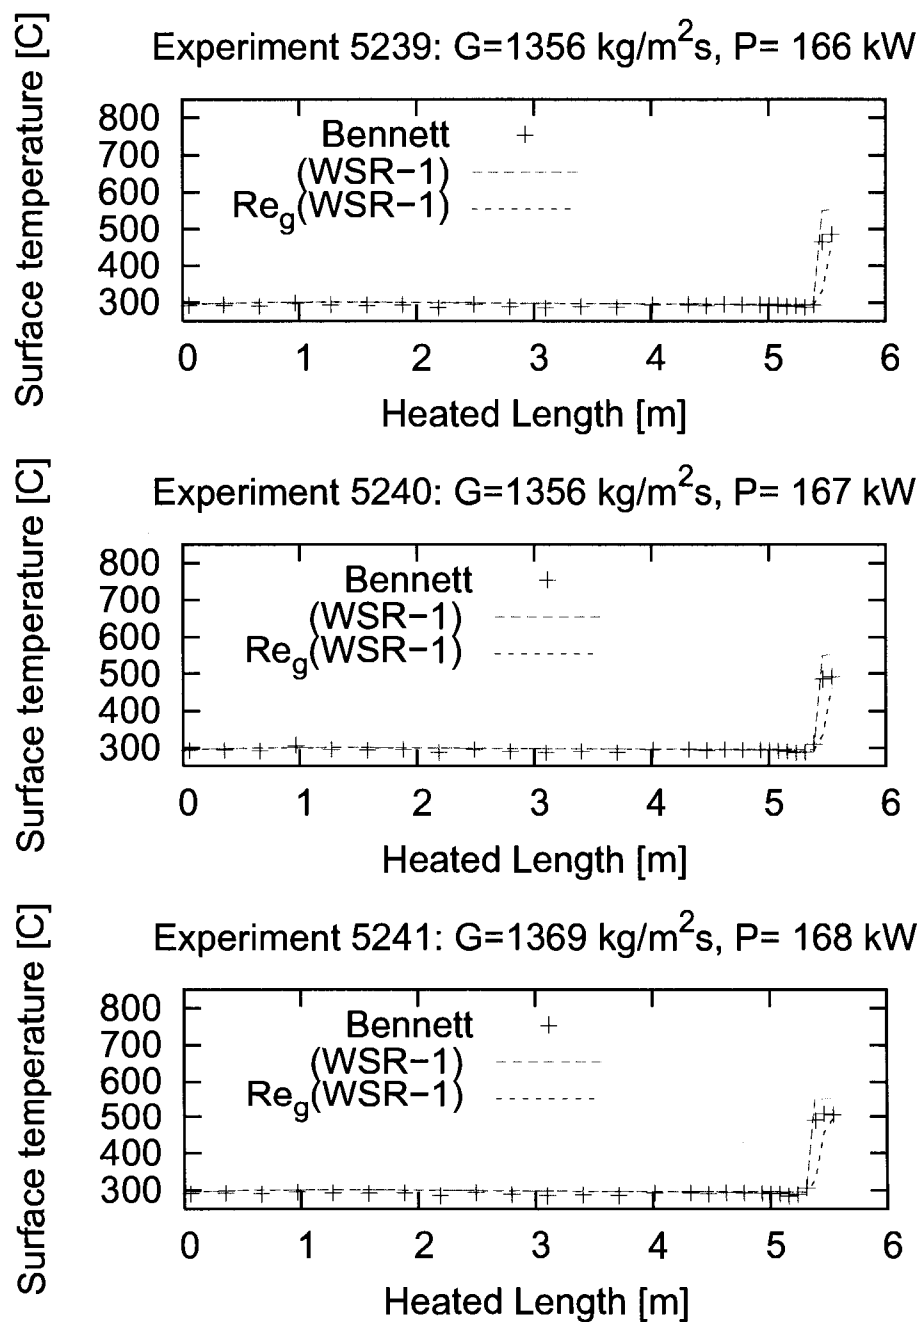 Experiment 5239: G=1356 kg/m²s, P= 166 kW
Surface temperature [C]
800
700
600
500
400
300
Bennett
(WSR−1)
Reg(WSR−1)
0 1 2 3 4 5 6
Heated Length [m]
Experiment 5240: G=1356 kg/m²s, P= 167 kW
Surface temperature [C]
800
700
600
500
400
300
Bennett
(WSR−1)
Reg(WSR−1)
0 1 2 3 4 5 6
Heated Length [m]
Experiment 5241: G=1369 kg/m²s, P= 168 kW
Surface temperature [C]
800
700
600
500
400
300
Bennett
(WSR−1)
Reg(WSR−1)
0 1 2 3 4 5 6
Heated Length [m]